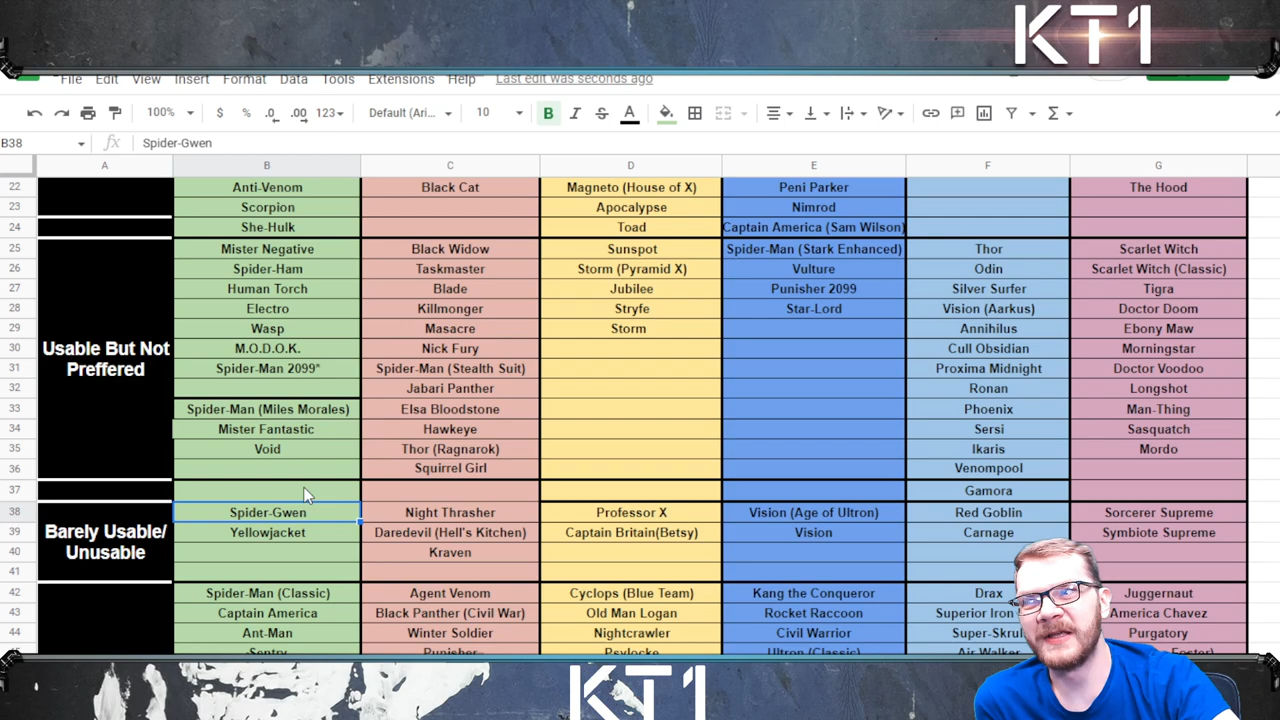 KT1
File Edit View Insert Format Data Tools Extensions Help Last edit was seconds ago
100% $ % .0 .00 123 Default (Ari... 10 B I S A
B38 fx Spider-Gwen
A B C D E F G
22 Anti-Venom Black Cat Magneto (House of X) Peni Parker The Hood
23 Scorpion Apocalypse Nimrod
24 She-Hulk Toad Captain America (Sam Wilson)
25 Mister Negative Black Widow Sunspot Spider-Man (Stark Enhanced) Thor Scarlet Witch
26 Spider-Ham Taskmaster Storm (Pyramid X) Vulture Odin Scarlet Witch (Classic)
27 Human Torch Blade Jubilee Punisher 2099 Silver Surfer Tigra
28 Electro Killmonger Stryfe Star-Lord Vision (Aarkus) Doctor Doom
29 Wasp Masacre Storm Annihilus Ebony Maw
Usable But Not
30 M.O.D.O.K. Nick Fury Cull Obsidian Morningstar
Preffered
31 Spider-Man 2099* Spider-Man (Stealth Suit) Proxima Midnight Doctor Voodoo
32 Jabari Panther Ronan Longshot
33 Spider-Man (Miles Morales) Elsa Bloodstone Phoenix Man-Thing
34 Mister Fantastic Hawkeye Sersi Sasquatch
35 Void Thor (Ragnarok) Ikaris Mordo
36 Squirrel Girl Venompool
37 Gamora
38 Spider-Gwen Night Thrasher Professor X Vision (Age of Ultron) Red Goblin Sorcerer Supreme
Barely Usable/
39 Yellowjacket Daredevil (Hell's Kitchen) Captain Britain(Betsy) Vision Carnage Symbiote Supreme
Unusable
40 Kraven
41
42 Spider-Man (Classic) Agent Venom Cyclops (Blue Team) Kang the Conqueror Drax Juggernaut
43 Captain America Black Panther (Civil War) Old Man Logan Rocket Raccoon Superior Iron America Chavez
44 Ant-Man Winter Soldier Nightcrawler Civil Warrior Super-Skrul Purgatory
Sentry Punisher Psylocke Ultron (Classic) Air Walker
KT1